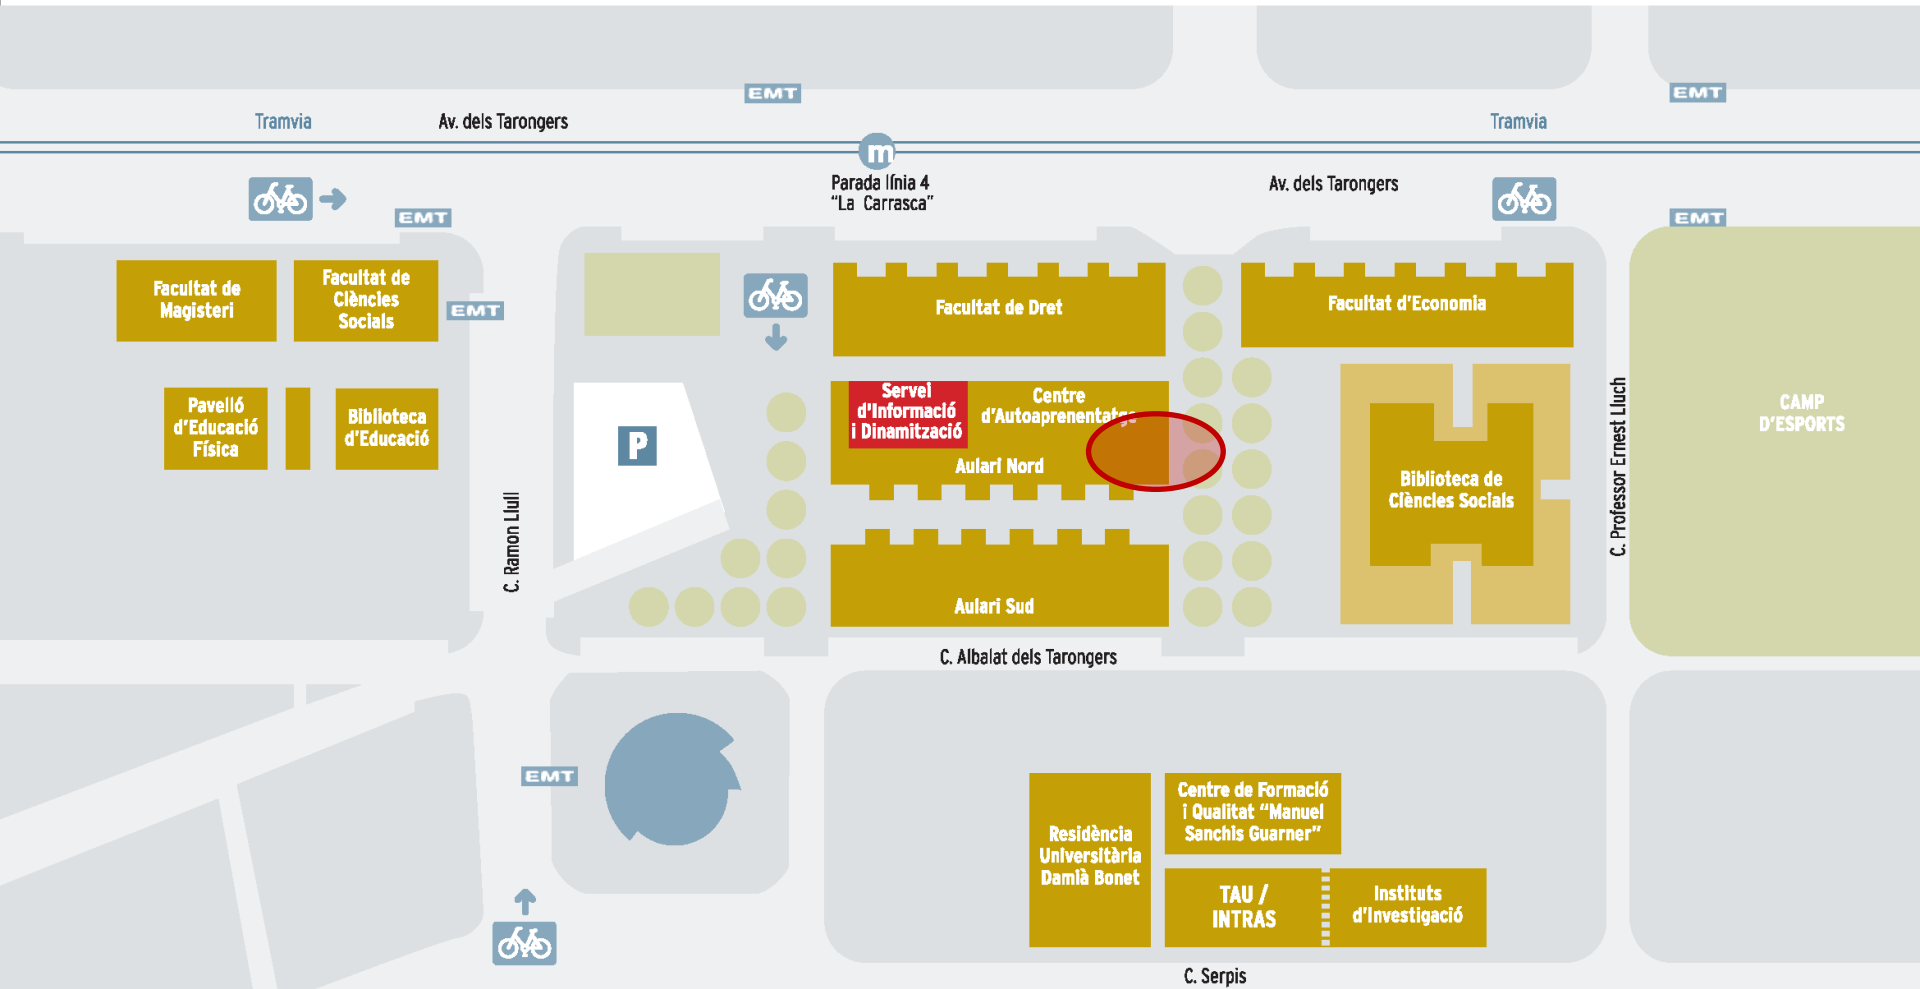 EMT
EMT
Tramvia
Av. dels Tarongers
Tramvia
m
Parada línia 4
"La Carrasca"
Av. dels Tarongers
EMT
EMT
Facultat de
Magisteri
Facultat de
Ciències
Socials
EMT
Facultat de Dret
Facultat d'Economia
Pavelló
d'Educació
Física
Biblioteca
d'Educació
P
Servei
d'Informació
i Dinamització
Centre
d'Autoaprenentatge
Aulari Nord
Biblioteca de
Ciències Socials
C. Professor Ernest Lluch
CAMP
D'ESPORTS
C. Ramon Llull
Aulari Sud
C. Albalat dels Tarongers
EMT
Residència
Universitària
Damià Bonet
Centre de Formació
i Qualitat "Manuel
Sanchis Guarner"
TAU /
INTRAS
Instituts
d'Investigació
C. Serpis